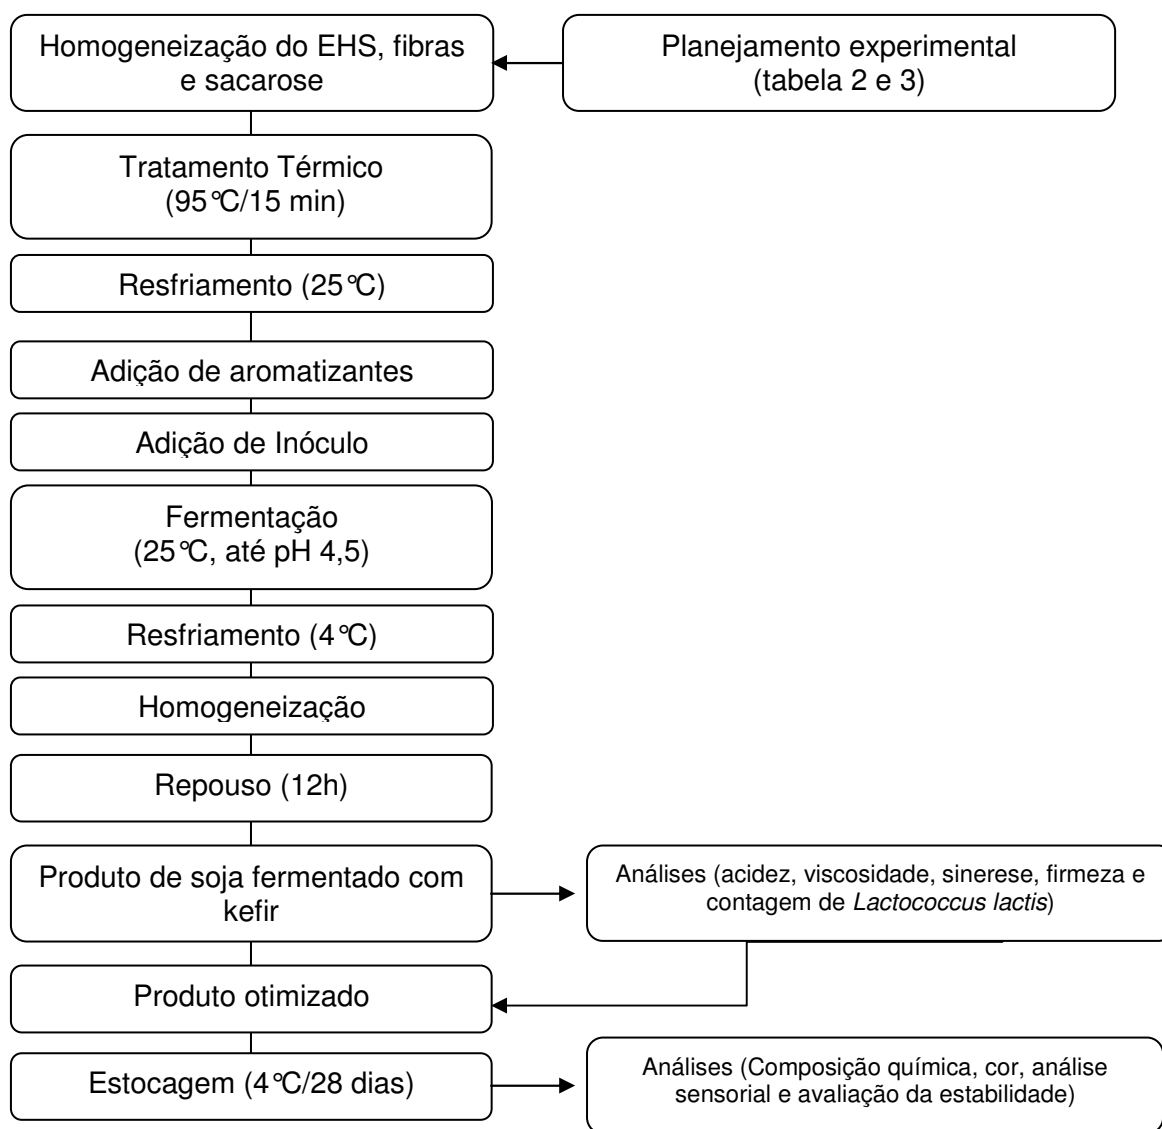 Homogeneização do EHS, fibras
e sacarose
Planejamento experimental
(tabela 2 e 3)
Tratamento Térmico
(95°C/15 min)
Resfriamento (25°C)
Adição de aromatizantes
Adição de Inóculo
Fermentação
(25°C, até pH 4,5)
Resfriamento (4°C)
Homogeneização
Repouso (12h)
Produto de soja fermentado com
kefir
Análises (acidez, viscosidade, sinerese, firmeza e
contagem de Lactococcus lactis)
Produto otimizado
Estocagem (4°C/28 dias)
Análises (Composição química, cor, análise
sensorial e avaliação da estabilidade)